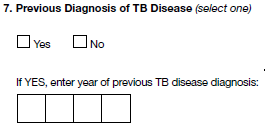 7. Previous Diagnosis of TB Disease (select one)
Yes No
If YES, enter year of previous TB disease diagnosis: